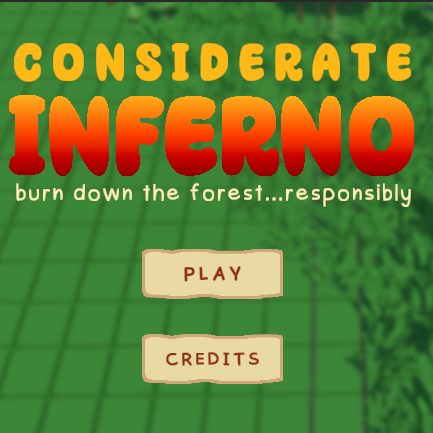 CONSIDERATE
INFERNO
burn down the forest...responsibly
PLAY
CREDITS